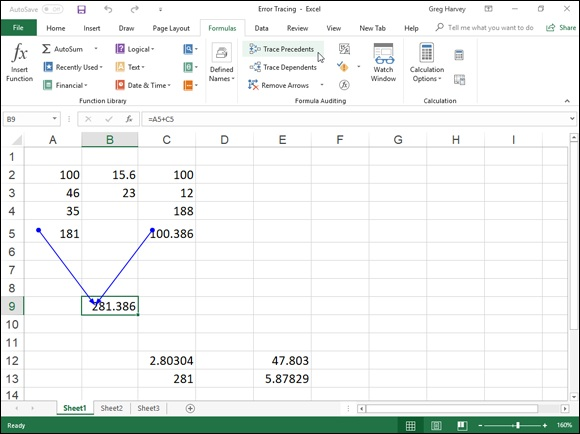 AutoSave Off Error Tracing - Excel Greg Harvey
File Home Insert Draw Page Layout Formulas Data Review View New Tab Help Tell me what you want to do
Insert Function
AutoSum
Recently Used
Financial
Logical
Text
Date & Time
Function Library
Defined Names
Trace Precedents
Trace Dependents
Remove Arrows
Formula Auditing
Watch Window
Calculation Options
Calculation
B9 fx =A5+C5
A B C D E F G H I
1
2 100 15.6 100
3 46 23 12
4 35 188
5 181 100.386
6
7
8
9 281.386
10
11
12 2.80304 47.803
13 281 5.87829
14
Sheet1 Sheet2 Sheet3
Ready 160%